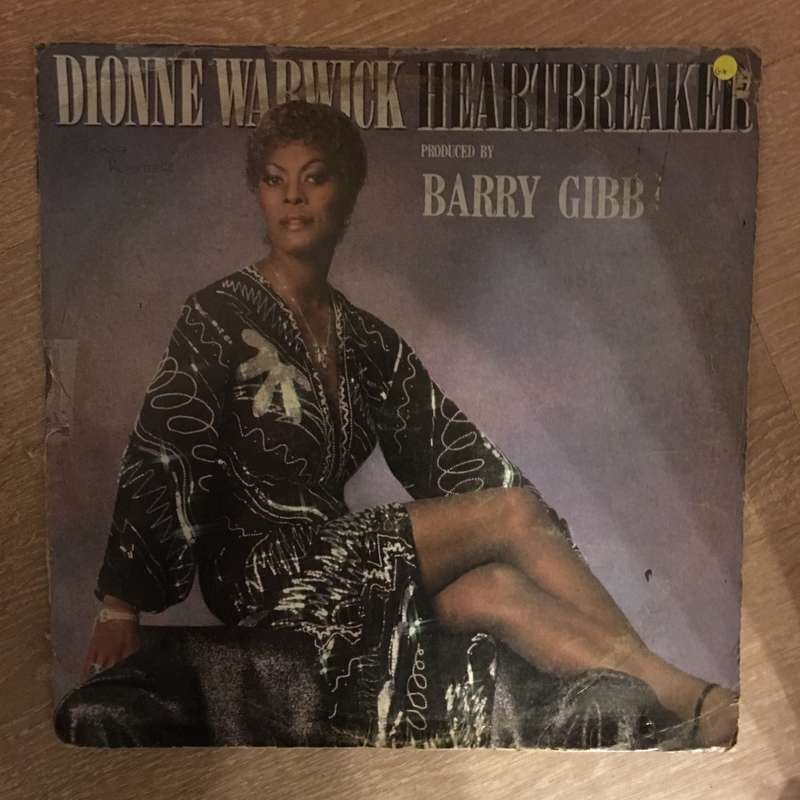 DIONNE WARWICK HEARTBREAKER
PRODUCED BY
BARRY GIBB